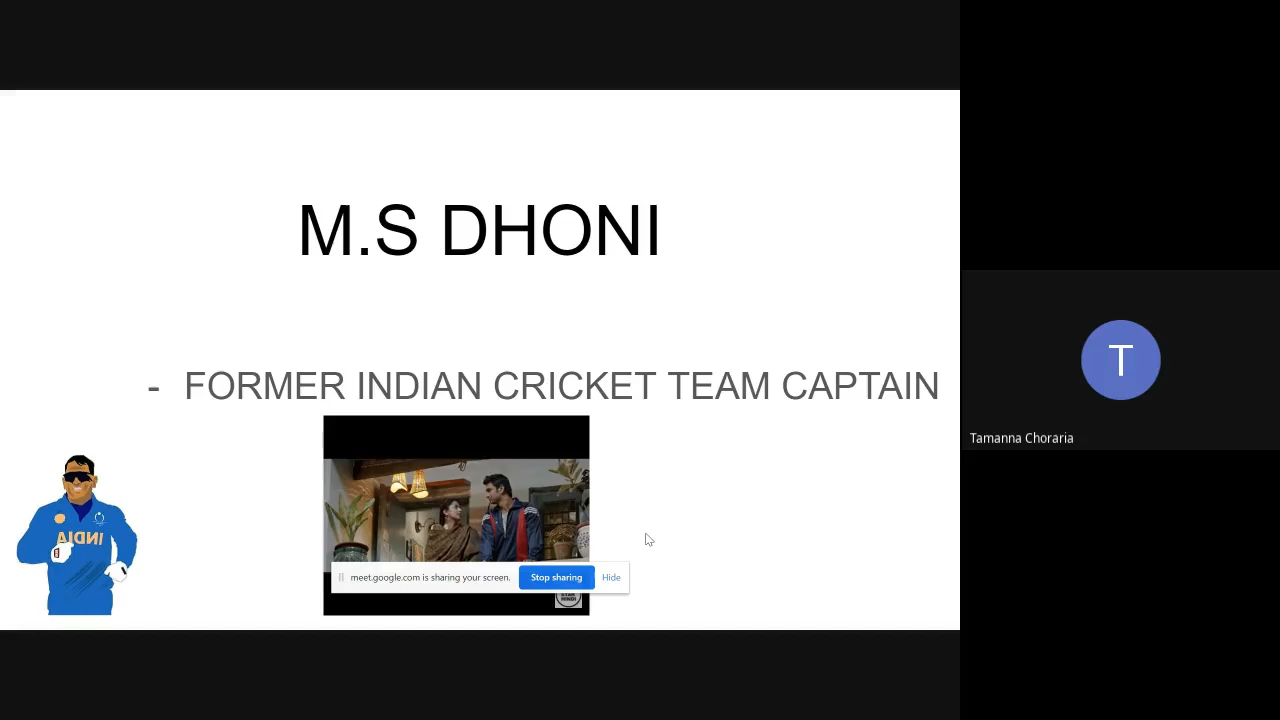 M.S DHONI
- FORMER INDIAN CRICKET TEAM CAPTAIN
INDIA
meet.google.com is sharing your screen.
Stop sharing
Hide
T
Tamanna Choraria